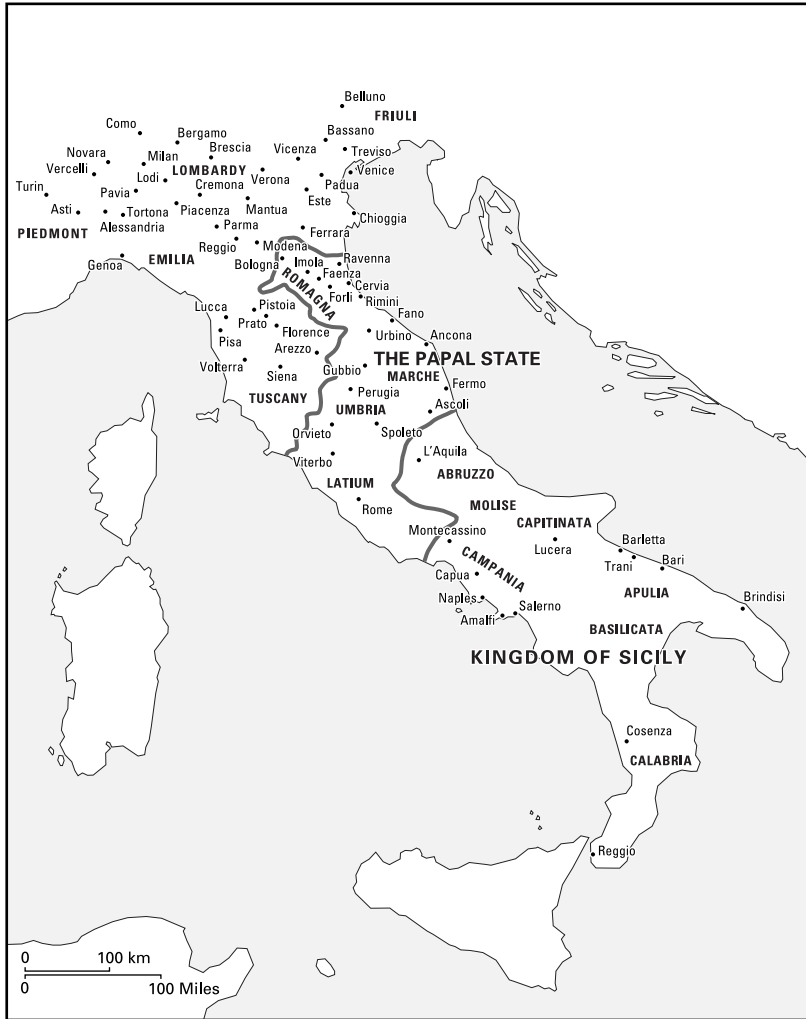 Belluno
FRIULI
Como
Bergamo
Bassano
Novara
Milan
Brescia
Vicenza
Treviso
Vercelli
LOMBARDY
Venice
Turin
Lodi
Cremona
Verona
Padua
Pavia
Este
Asti
Tortona
Piacenza
Mantua
Chioggia
Alessandria
PIEDMONT
Parma
Ferrara
Reggio
Modena
Genoa
EMILIA
Bologna
Imola
Ravenna
Faenza
ROMAGNA
Forli
Cervia
Rimini
Lucca
Pistoia
Fano
Prato
Florence
Urbino
Ancona
Pisa
Arezzo
THE PAPAL STATE
Volterra
Gubbio
MARCHE
Siena
Fermo
Perugia
TUSCANY
UMBRIA
Ascoli
Orvieto
Spoleto
Viterbo
L'Aquila
ABRUZZO
LATIUM
Rome
MOLISE
CAPITINATA
Montecassino
Lucera
Barletta
CAMPANIA
Trani
Bari
Capua
APULIA
Naples
Salerno
Brindisi
Amalfi
BASILICATA
KINGDOM OF SICILY
Cosenza
CALABRIA
Reggio
0 100 km
0 100 Miles